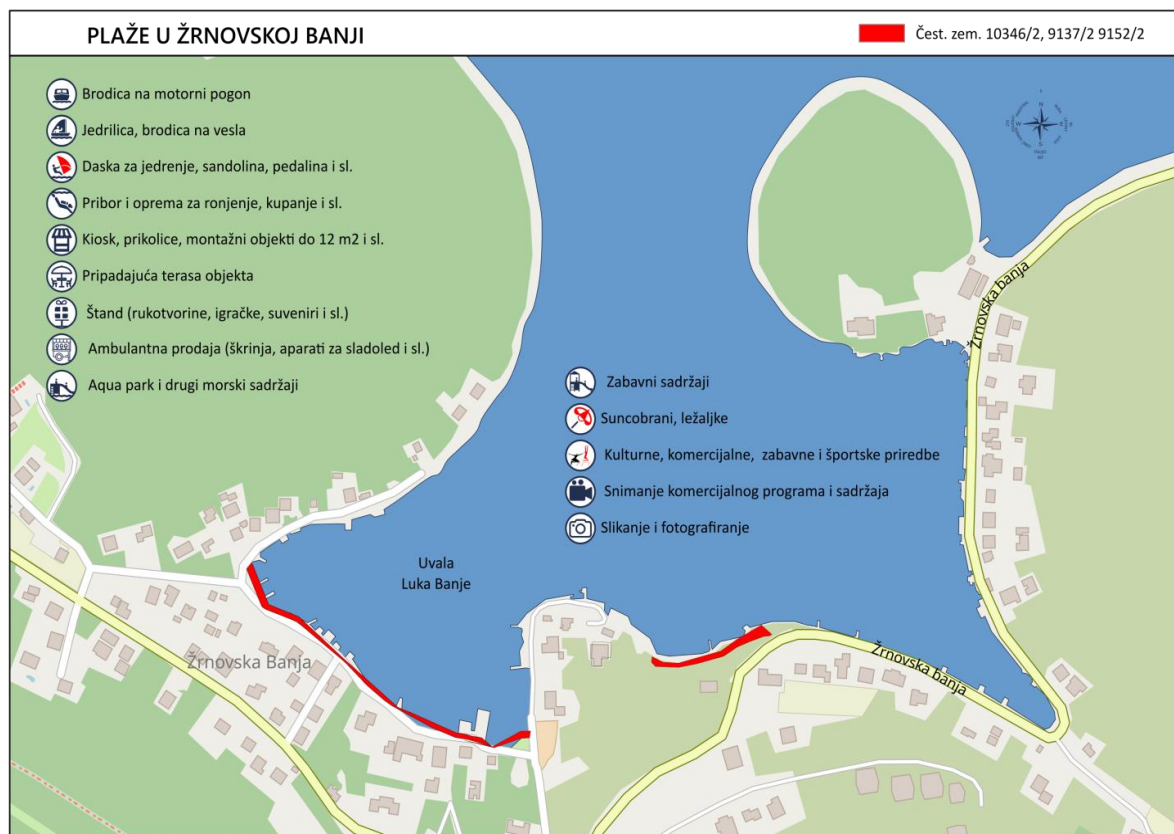 PLAŽE U ŽRNOVSKOJ BANJI
Čest. zem. 10346/2, 9137/2 9152/2
Brodica na motorni pogon
Jedrilica, brodica na vesla
Daska za jedrenje, sandolina, pedalina i sl.
Pribor i oprema za ronjenje, kupanje i sl.
Kiosk, prikolice, montažni objekti do 12 m2 i sl.
Pripadajuća terasa objekta
Štand (rukotvorine, igračke, suveniri i sl.)
Ambulantna prodaja (škrinja, aparati za sladoled i sl.)
Aqua park i drugi morski sadržaji
Zabavni sadržaji
Suncobrani, ležaljke
Kulturne, komercijalne, zabavne i športske priredbe
Snimanje komercijalnog programa i sadržaja
Slikanje i fotografiranje
N
W
E
S
Žrnovska banja
Uvala
Luka Banje
Žrnovska Banja
Žrnovska banja